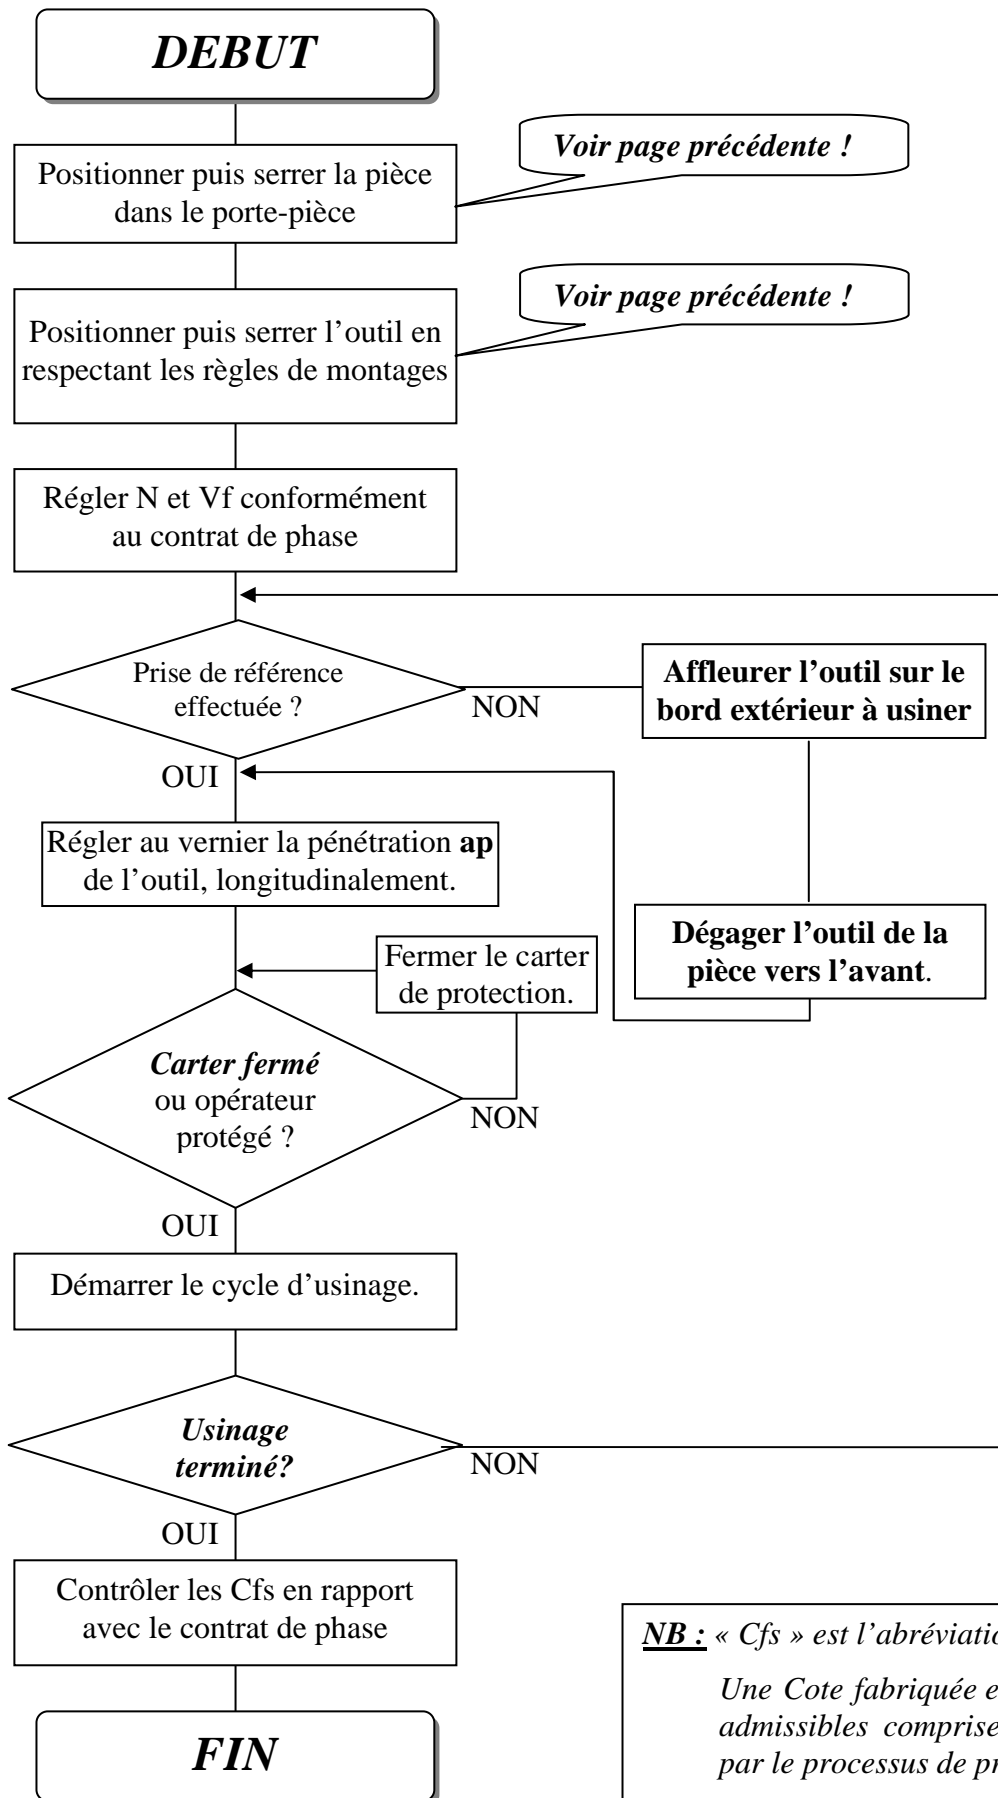 DEBUT
Voir page précédente !
Positionner puis serrer la pièce
dans le porte-pièce
Voir page précédente !
Positionner puis serrer l’outil en
respectant les règles de montages
Régler N et Vf conformément
au contrat de phase
Prise de référence
effectuée ?
NON
Affleurer l’outil sur le
bord extérieur à usiner
OUI
Régler au vernier la pénétration ap
de l’outil, longitudinalement.
Dégager l’outil de la
pièce vers l’avant.
Fermer le carter
de protection.
Carter fermé
ou opérateur
protégé ?
NON
OUI
Démarrer le cycle d’usinage.
Usinage
terminé?
NON
OUI
Contrôler les Cfs en rapport
avec le contrat de phase
NB : « Cfs » est l’abréviatio
Une Cote fabriquée e
admissibles comprise
par le processus de pr
FIN